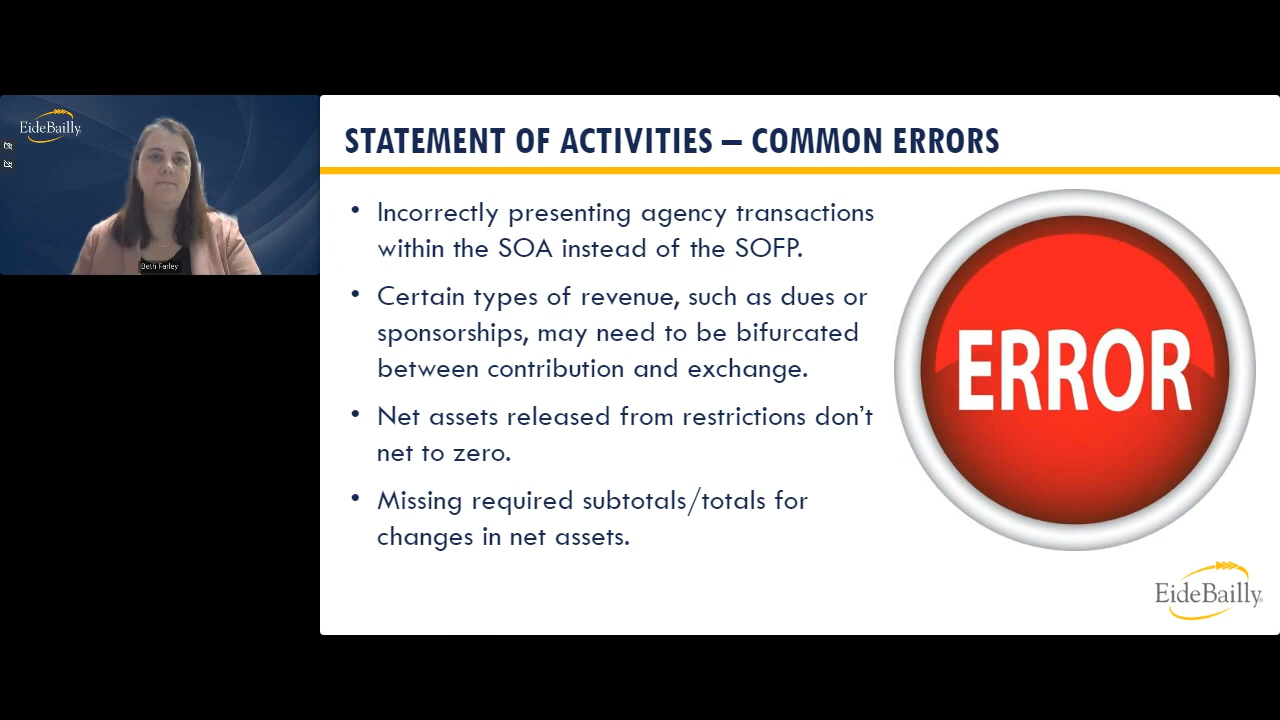 EideBailly
Beth Farley
STATEMENT OF ACTIVITIES – COMMON ERRORS
• Incorrectly presenting agency transactions
within the SOA instead of the SOFP.
• Certain types of revenue, such as dues or
sponsorships, may need to be bifurcated
between contribution and exchange.
• Net assets released from restrictions don’t
net to zero.
• Missing required subtotals/totals for
changes in net assets.
ERROR
EideBailly®